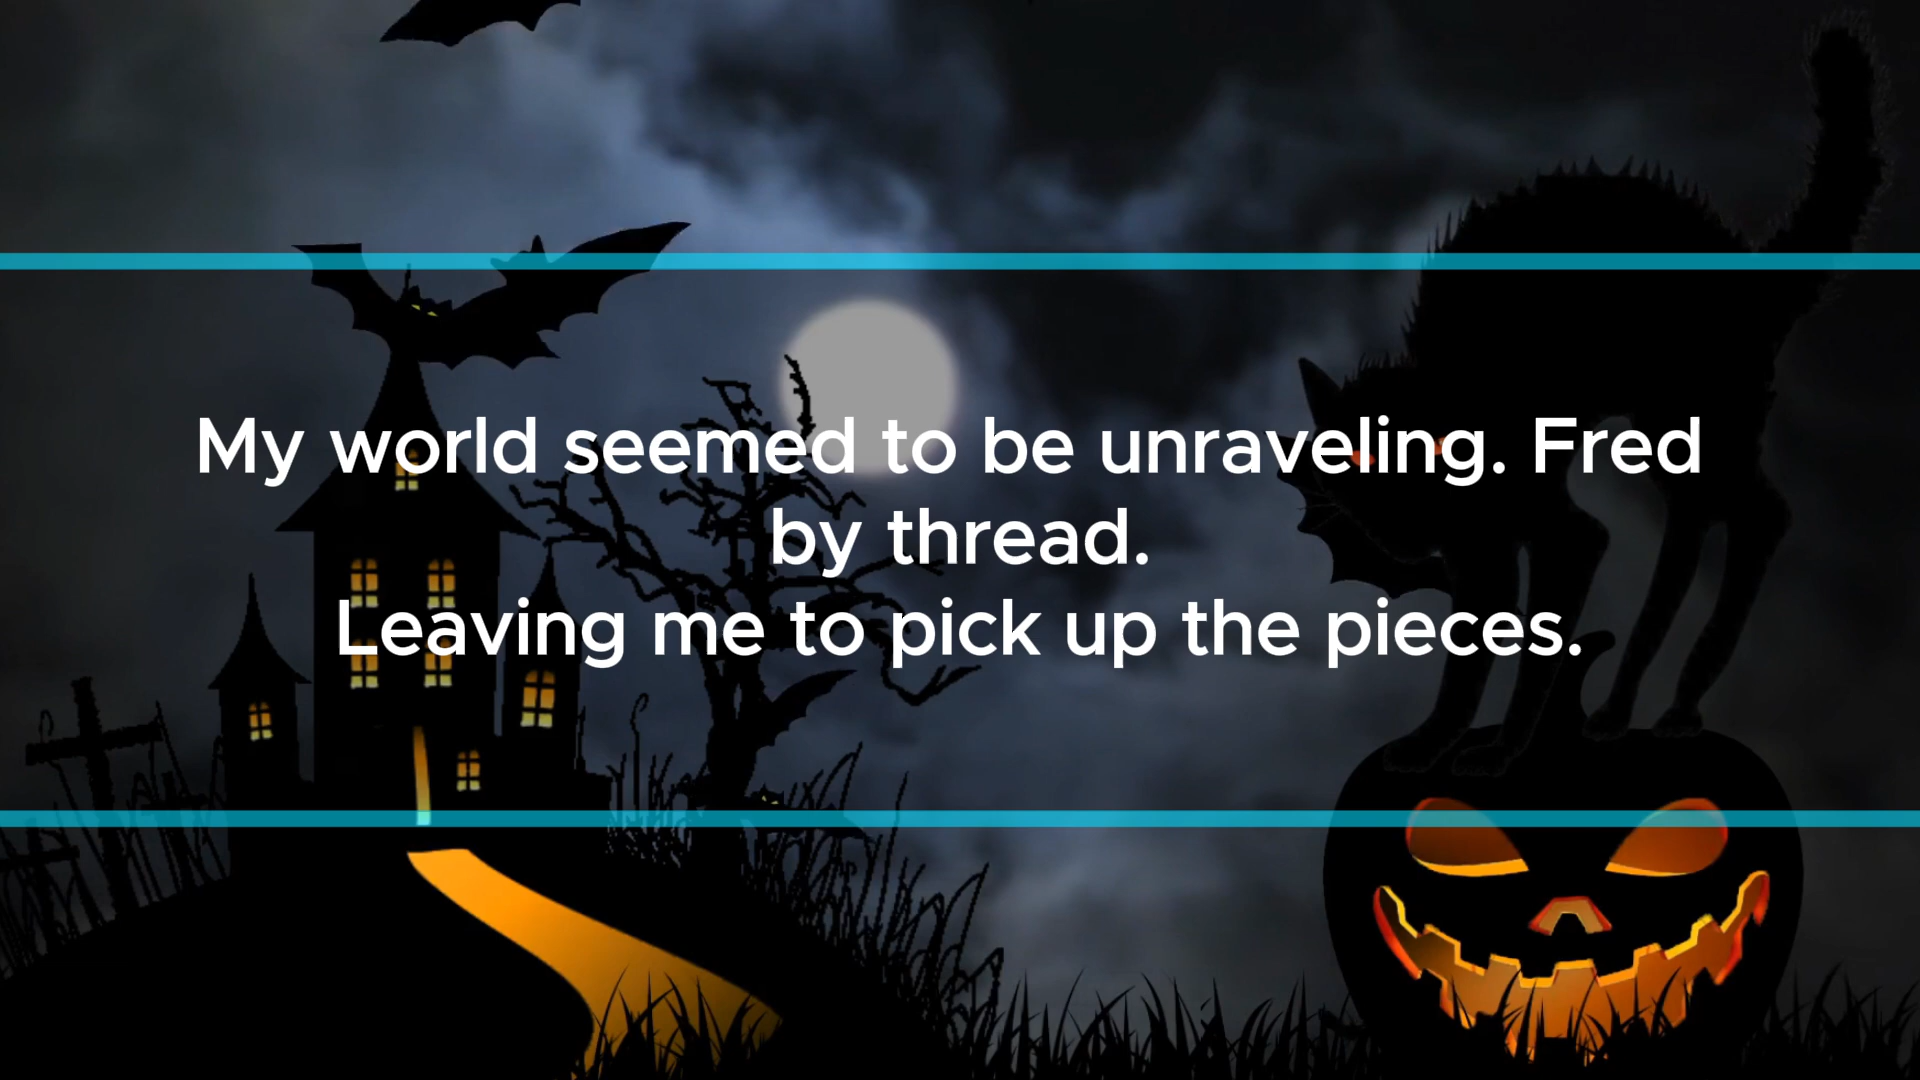 My world seemed to be unraveling. Fred
by thread.
Leaving me to pick up the pieces.